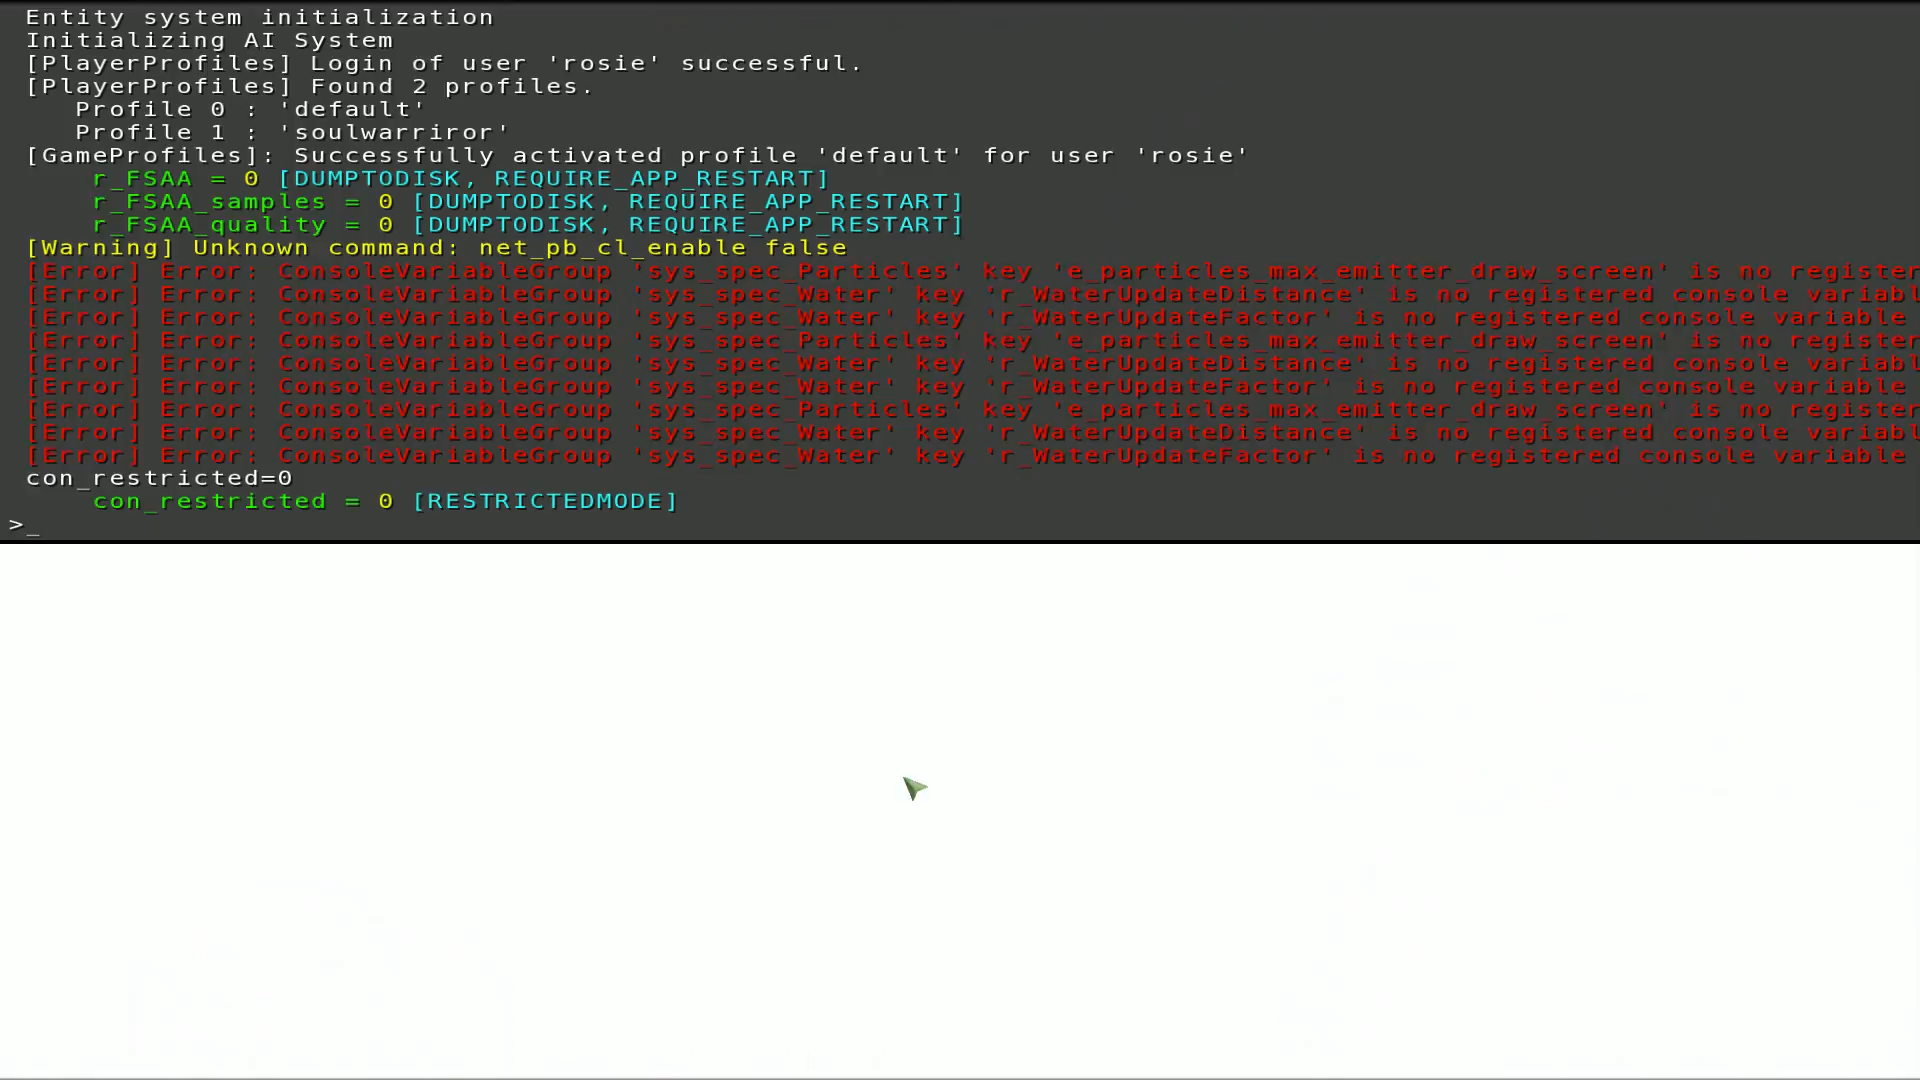 Entity system initialization
Initializing AI System
[PlayerProfiles] Login of user 'rosie' successful.
[PlayerProfiles] Found 2 profiles.
Profile 0 : 'default'
Profile 1 : 'soulwarriror'
[GameProfiles]: Successfully activated profile 'default' for user 'rosie'
r_FSAA = 0 [DUMPTODISK, REQUIRE_APP_RESTART]
r_FSAA_samples = 0 [DUMPTODISK, REQUIRE_APP_RESTART]
r_FSAA_quality = 0 [DUMPTODISK, REQUIRE_APP_RESTART]
[Warning] Unknown command: net_pb_cl_enable false
[Error] Error: ConsoleVariableGroup 'sys_spec_Particles' key 'e_particles_max_emitter_draw_screen' is no register
[Error] Error: ConsoleVariableGroup 'sys_spec_Water' key 'r_WaterUpdateDistance' is no registered console variabl
[Error] Error: ConsoleVariableGroup 'sys_spec_Water' key 'r_WaterUpdateFactor' is no registered console variable
[Error] Error: ConsoleVariableGroup 'sys_spec_Particles' key 'e_particles_max_emitter_draw_screen' is no register
[Error] Error: ConsoleVariableGroup 'sys_spec_Water' key 'r_WaterUpdateDistance' is no registered console variabl
[Error] Error: ConsoleVariableGroup 'sys_spec_Water' key 'r_WaterUpdateFactor' is no registered console variable
[Error] Error: ConsoleVariableGroup 'sys_spec_Particles' key 'e_particles_max_emitter_draw_screen' is no register
[Error] Error: ConsoleVariableGroup 'sys_spec_Water' key 'r_WaterUpdateDistance' is no registered console variabl
[Error] Error: ConsoleVariableGroup 'sys_spec_Water' key 'r_WaterUpdateFactor' is no registered console variable
con_restricted=0
con_restricted = 0 [RESTRICTEDMODE]
>_